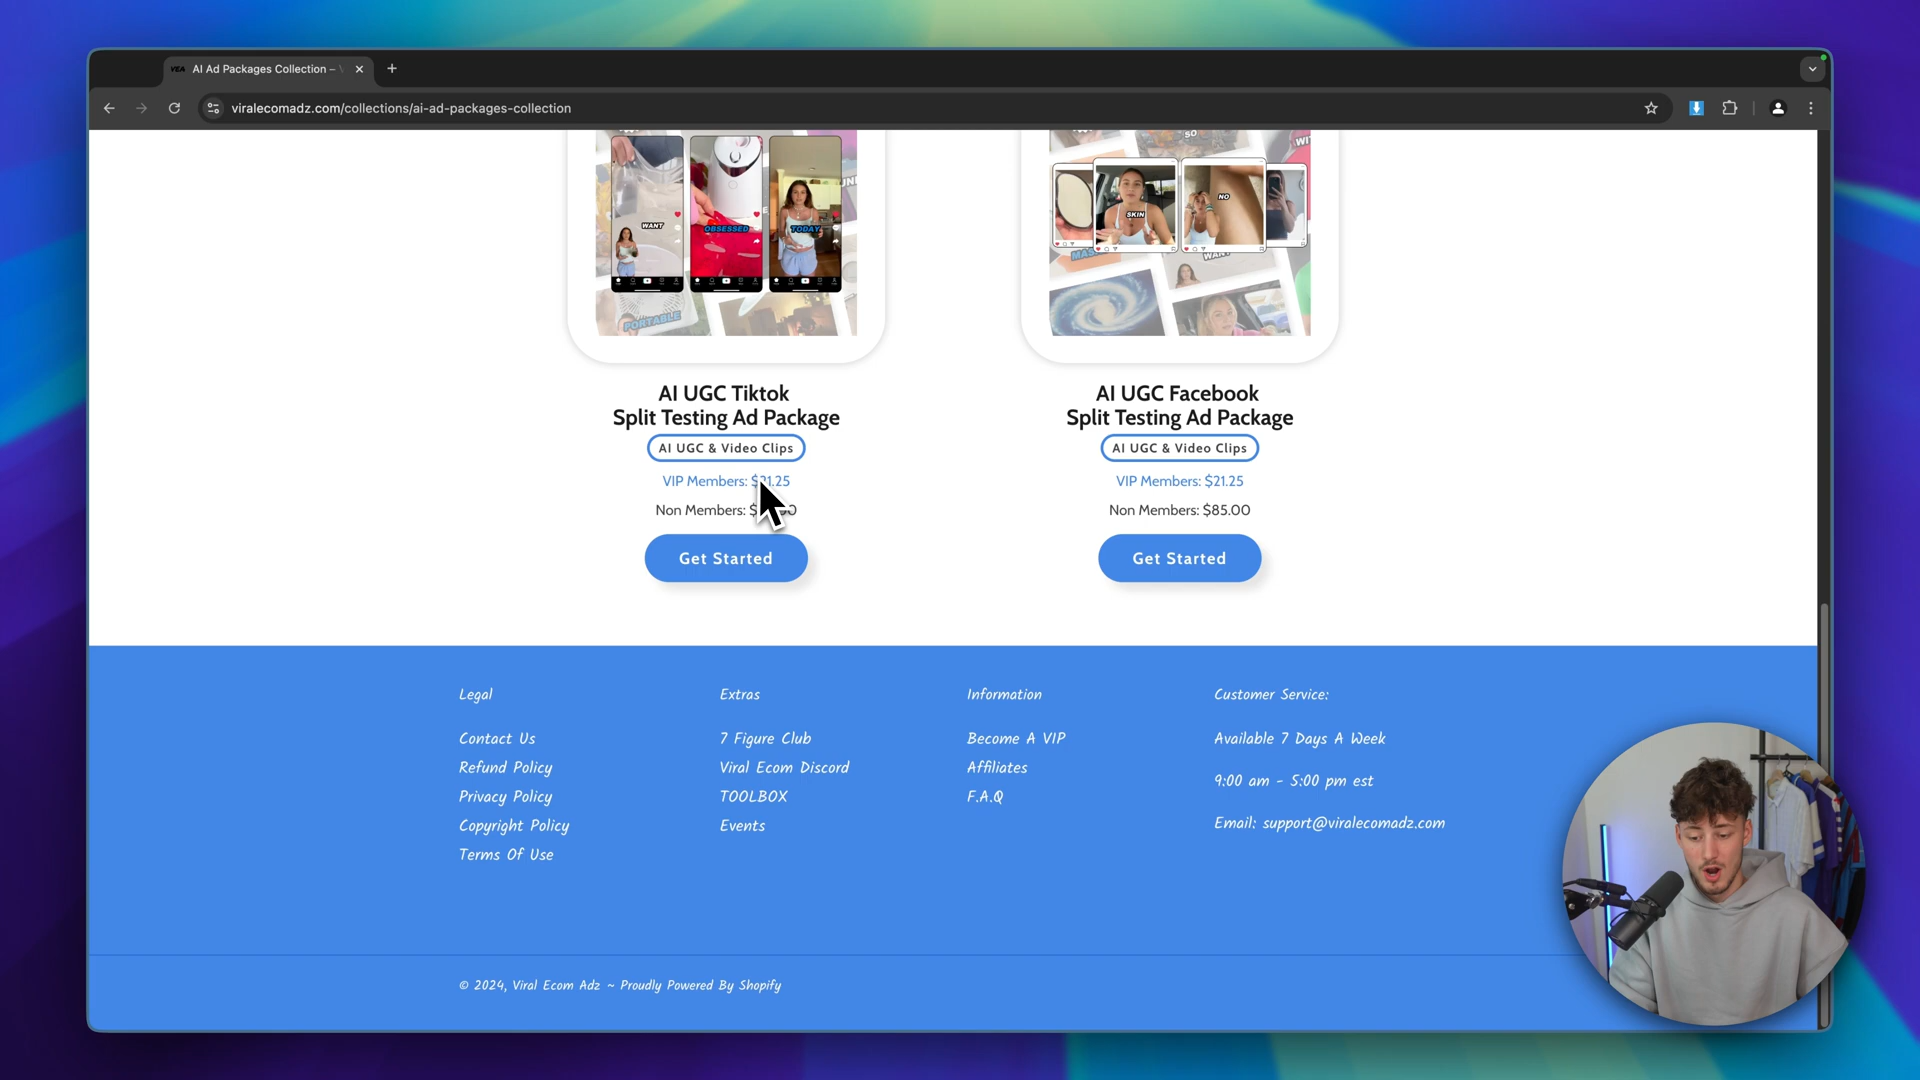 AI Ad Packages Collection –
viralecomadz.com/collections/ai-ad-packages-collection
WANT
OBSESSED
TODAY
PORTABLE
SO
SKIN
NO
AI UGC Tiktok
Split Testing Ad Package
AI UGC & Video Clips
VIP Members:
Non Members:
Get Started
AI UGC Facebook
Split Testing Ad Package
AI UGC & Video Clips
VIP Members: $21.25
Non Members: $85.00
Get Started
Legal
Contact Us
Refund Policy
Privacy Policy
Copyright Policy
Terms Of Use
Extras
7 Figure Club
Viral Ecom Discord
TOOLBOX
Events
Information
Become A VIP
Affiliates
F.A.Q
Customer Service:
Available 7 Days A Week
9:00 am - 5:00 pm est
Email: support@viralecomadz.com
© 2024, Viral Ecom Adz ~ Proudly Powered By Shopify